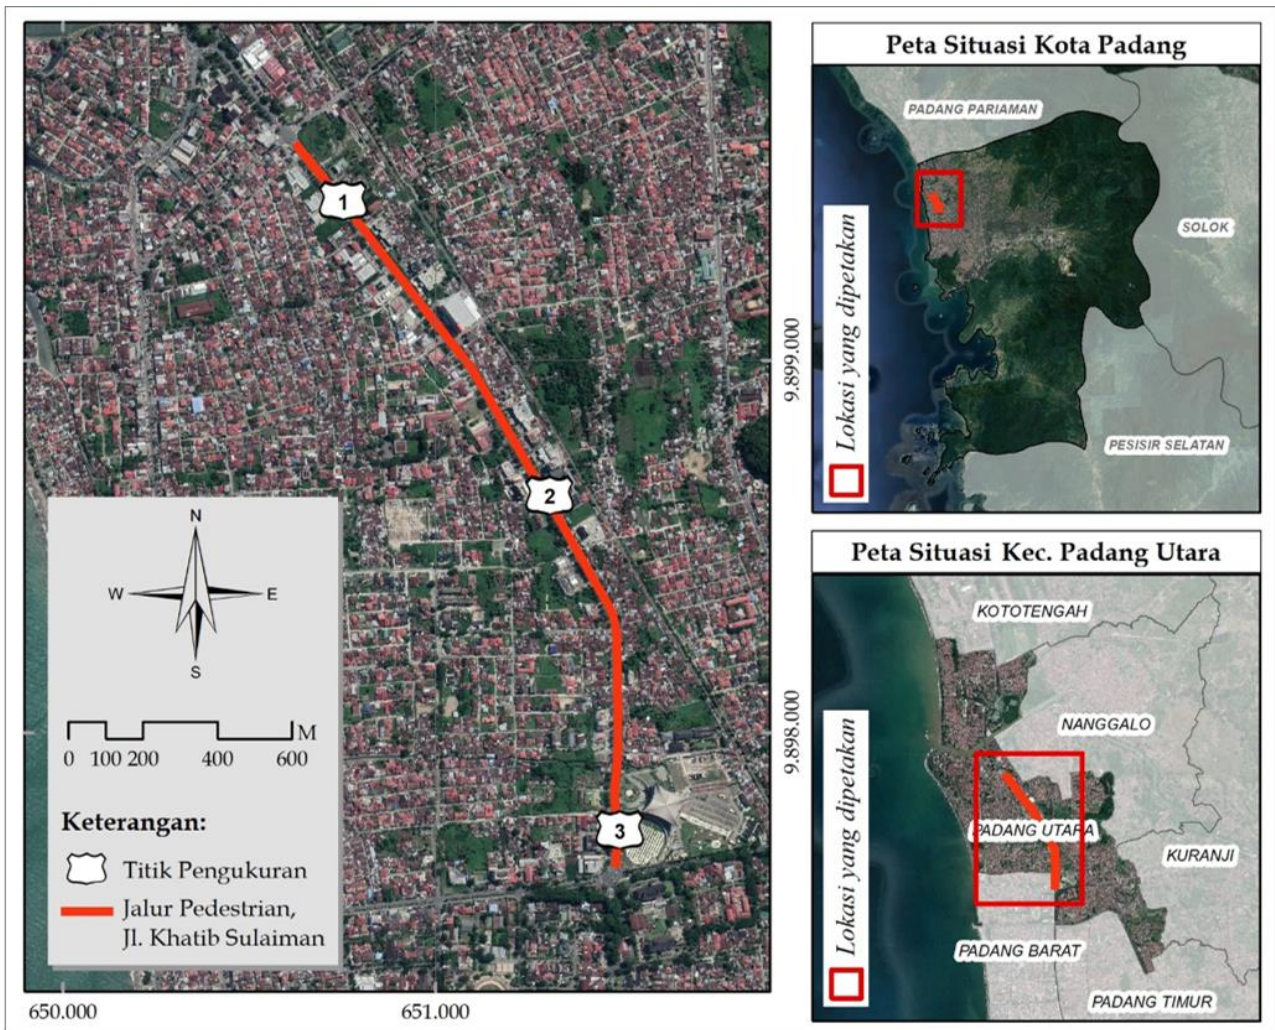 1
2
3
N
W
E
S
0 100 200 400 600
M
Keterangan:
Titik Pengukuran
Jalur Pedestrian,
Jl. Khatib Sulaiman
650.000
651.000
9.899.000
9.898.000
Peta Situasi Kota Padang
PADANG PARIAMAN
SOLOK
PESISIR SELATAN
Lokasi yang dipetakan
Peta Situasi Kec. Padang Utara
KOTOTENGAH
NANGGALO
PADANG UTARA
KURANJI
PADANG BARAT
PADANG TIMUR
Lokasi yang dipetakan